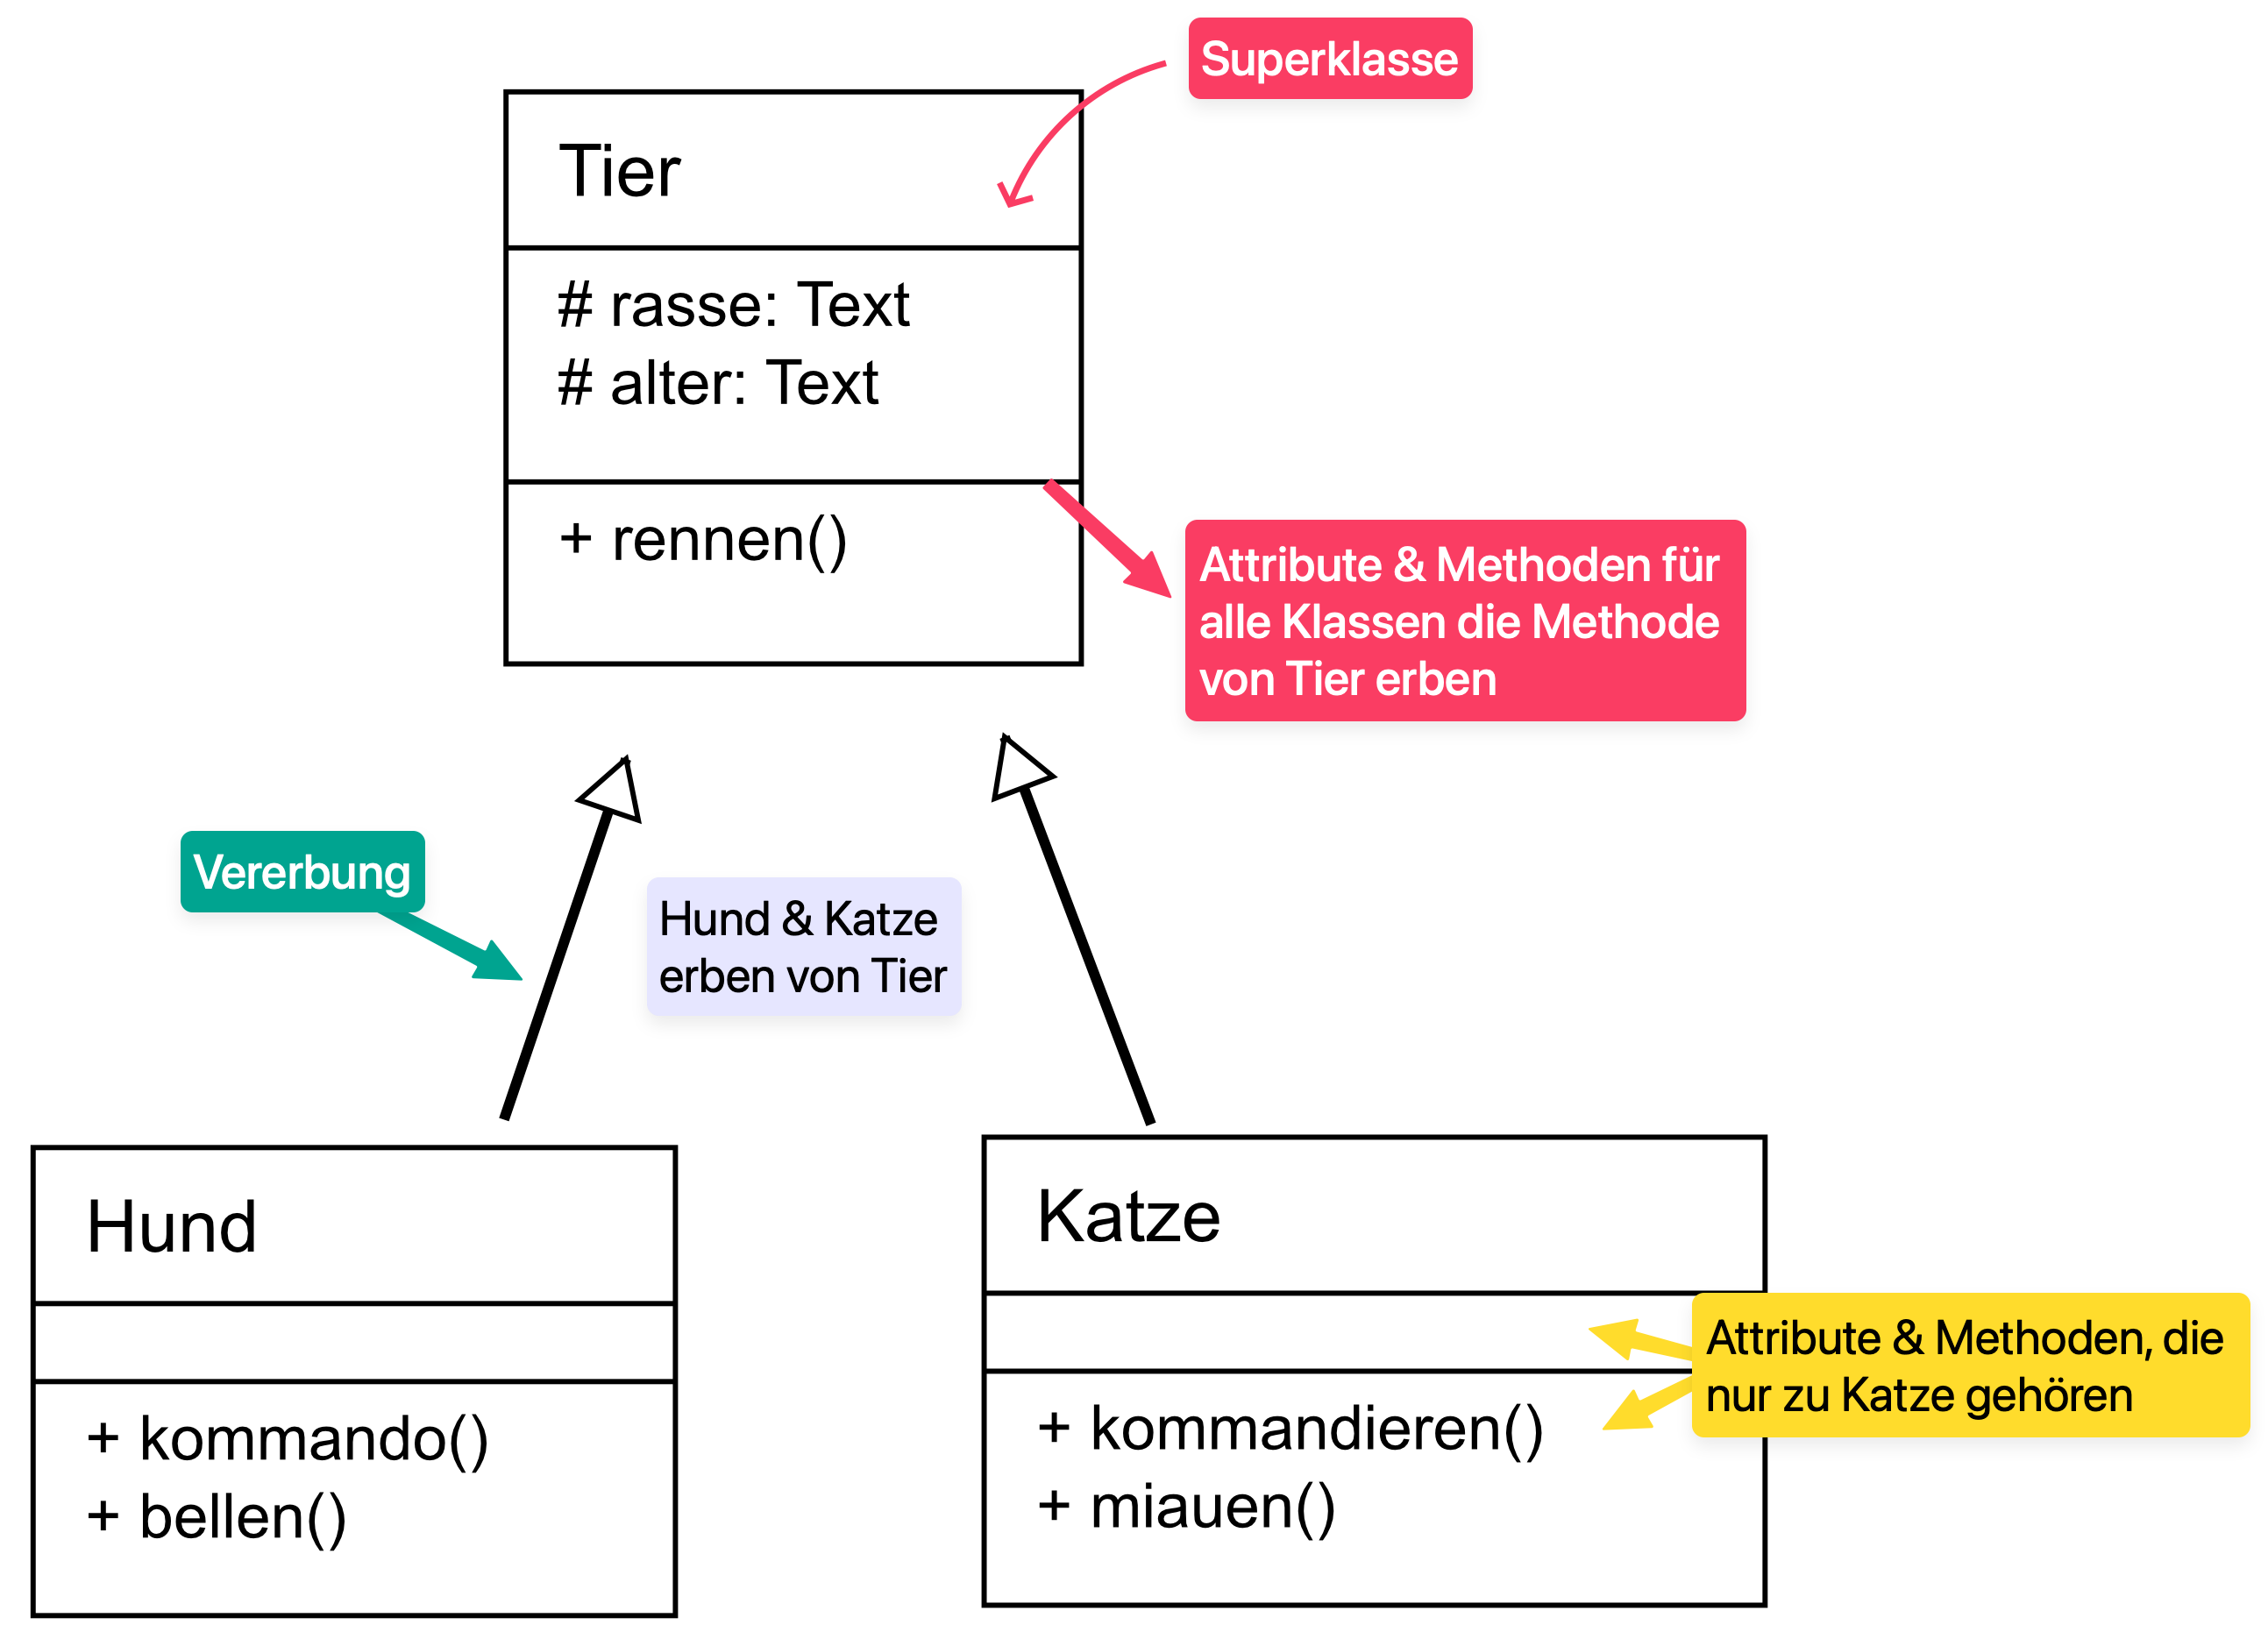 Superklasse
Tier
# rasse: Text
# alter: Text
+ rennen()
Attribute & Methoden für
alle Klassen die Methode
von Tier erben
Vererbung
Hund & Katze
erben von Tier
Hund
+ kommando()
+ bellen()
Katze
Attribute & Methoden, die
nur zu Katze gehören
+ kommandieren()
+ miauen()